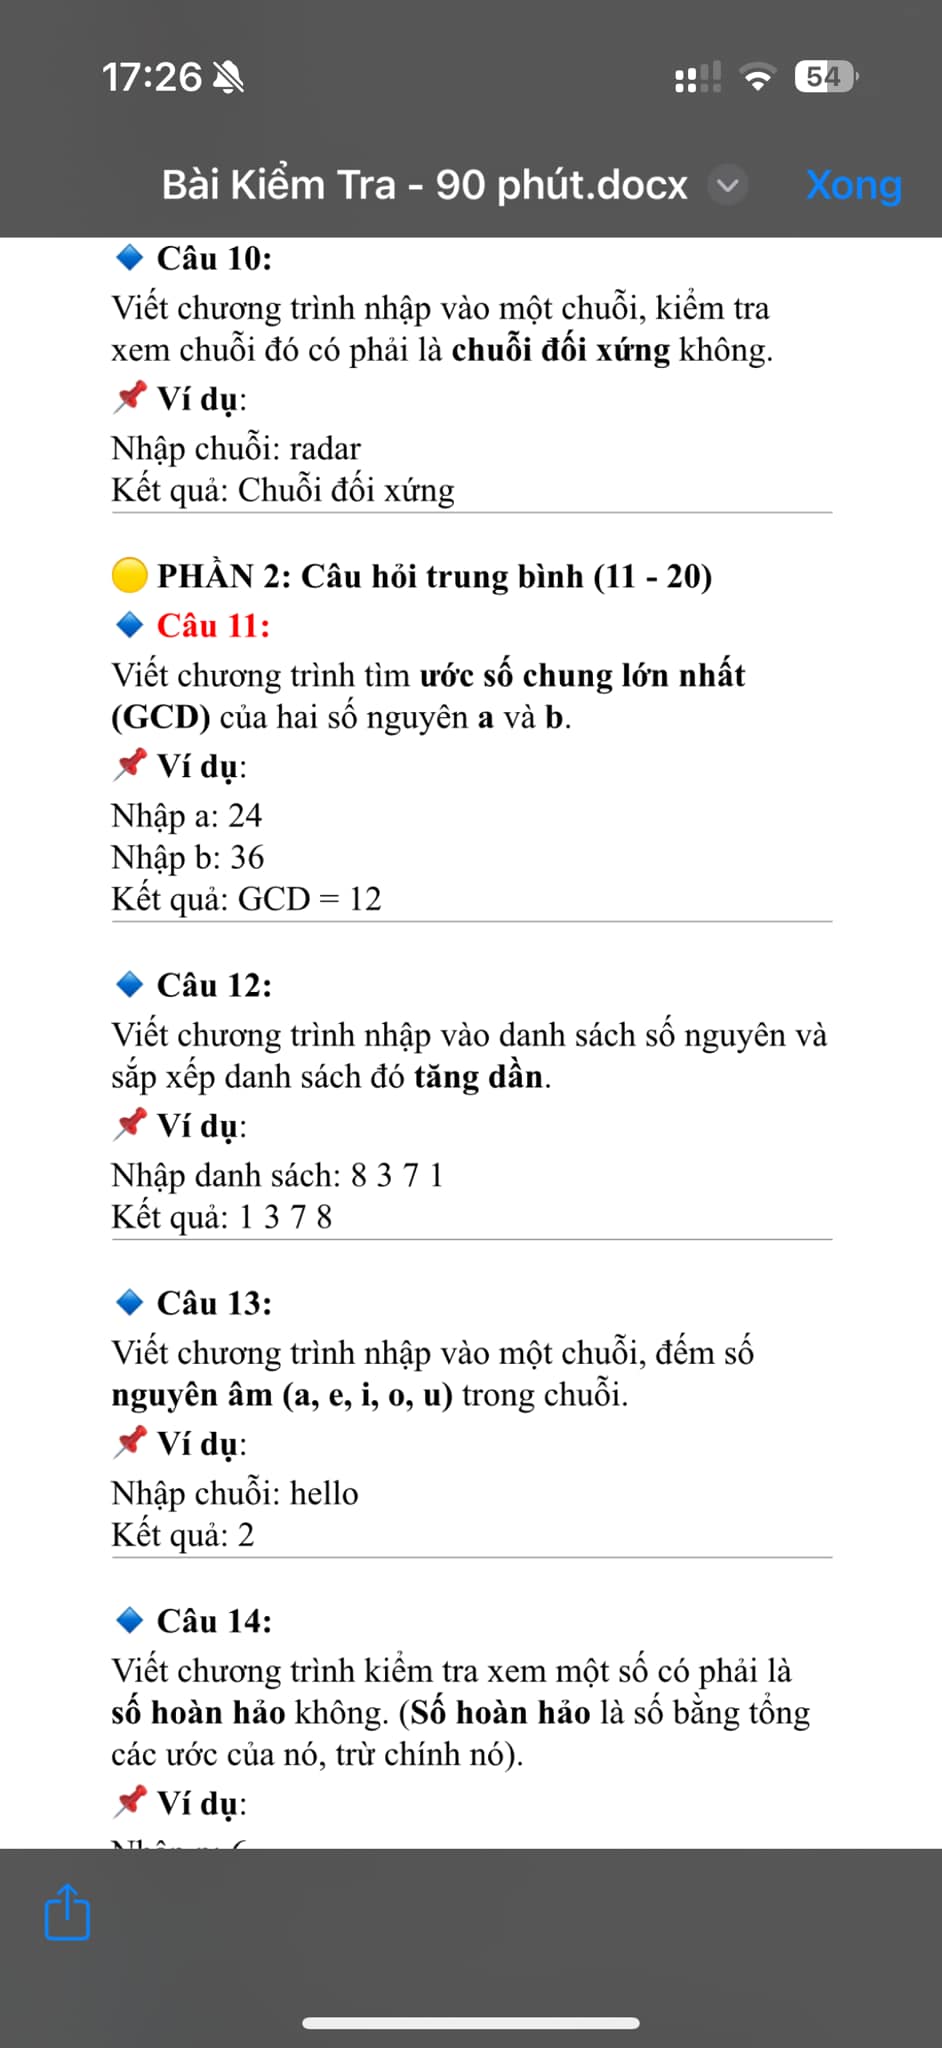 17:26
54
Bài Kiểm Tra - 90 phút.docx
Xong
Câu 10:
Viết chương trình nhập vào một chuỗi, kiểm tra
xem chuỗi đó có phải là chuỗi đối xứng không.
Ví dụ:
Nhập chuỗi: radar
Kết quả: Chuỗi đối xứng
PHẦN 2: Câu hỏi trung bình (11 - 20)
Câu 11:
Viết chương trình tìm ước số chung lớn nhất
(GCD) của hai số nguyên a và b.
Ví dụ:
Nhập a: 24
Nhập b: 36
Kết quả: GCD = 12
Câu 12:
Viết chương trình nhập vào danh sách số nguyên và
sắp xếp danh sách đó tăng dần.
Ví dụ:
Nhập danh sách: 8 3 7 1
Kết quả: 1 3 7 8
Câu 13:
Viết chương trình nhập vào một chuỗi, đếm số
nguyên âm (a, e, i, o, u) trong chuỗi.
Ví dụ:
Nhập chuỗi: hello
Kết quả: 2
Câu 14:
Viết chương trình kiểm tra xem một số có phải là
số hoàn hảo không. (Số hoàn hảo là số bằng tổng
các ước của nó, trừ chính nó).
Ví dụ: